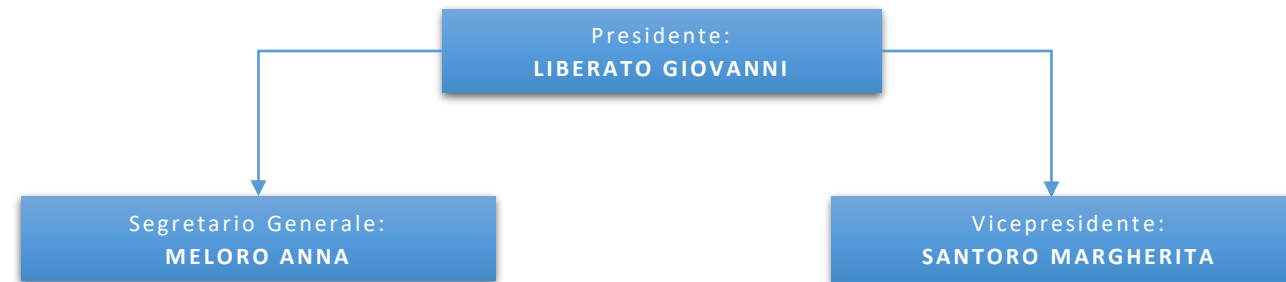 Presidente:
LIBERATO GIOVANNI
Segretario Generale:
MELORO ANNA
Vicepresidente:
SANTORO MARGHERITA